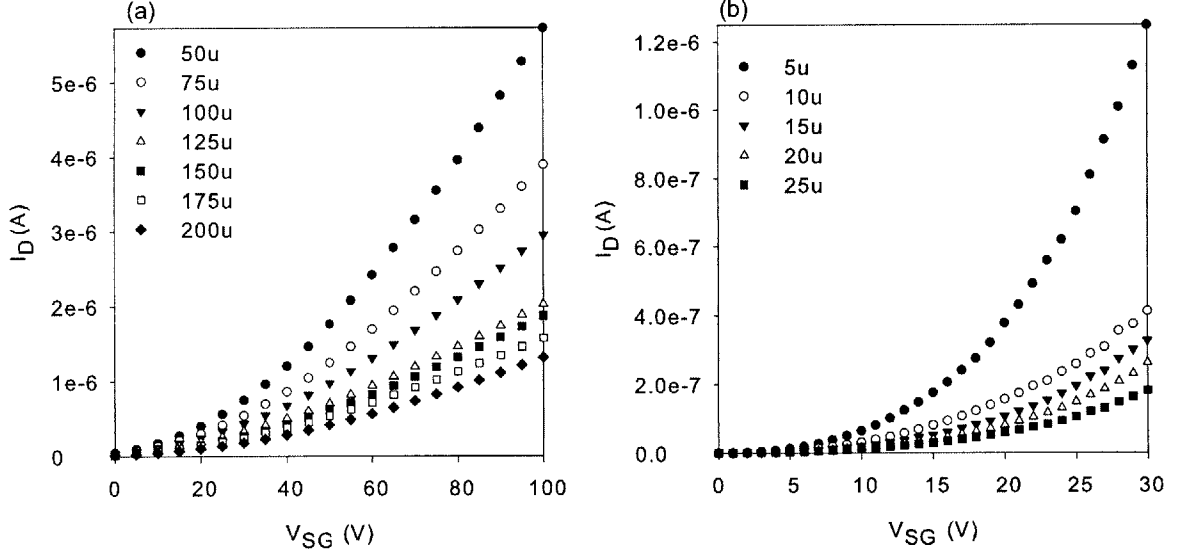 (a)
50u
75u
100u
125u
150u
175u
200u
5e-6
4e-6
3e-6
2e-6
1e-6
0
I_D(A)
0 20 40 60 80 100
V_SG (V)
(b)
5u
10u
15u
20u
25u
1.2e-6
1.0e-6
8.0e-7
6.0e-7
4.0e-7
2.0e-7
0.0
I_D(A)
0 5 10 15 20 25 30
V_SG (V)